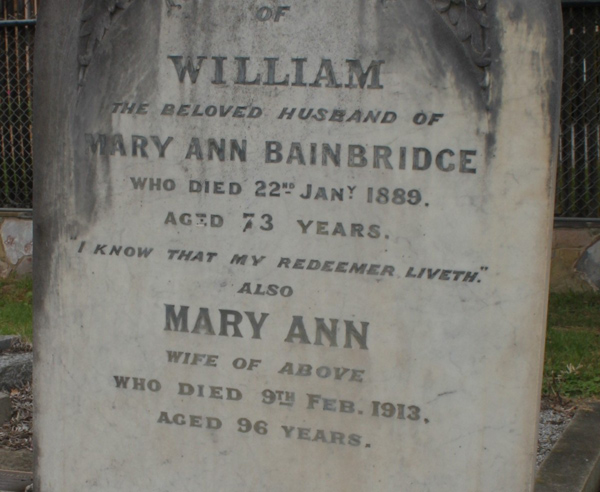 OF
WILLIAM
THE BELOVED HUSBAND OF
MARY ANN BAINBRIDGE
WHO DIED 22ND JANY 1889.
AGED 73 YEARS.
"I KNOW THAT MY REDEEMER LIVETH."
ALSO
MARY ANN
WIFE OF ABOVE
WHO DIED 9TH FEB. 1913.
AGED 96 YEARS.